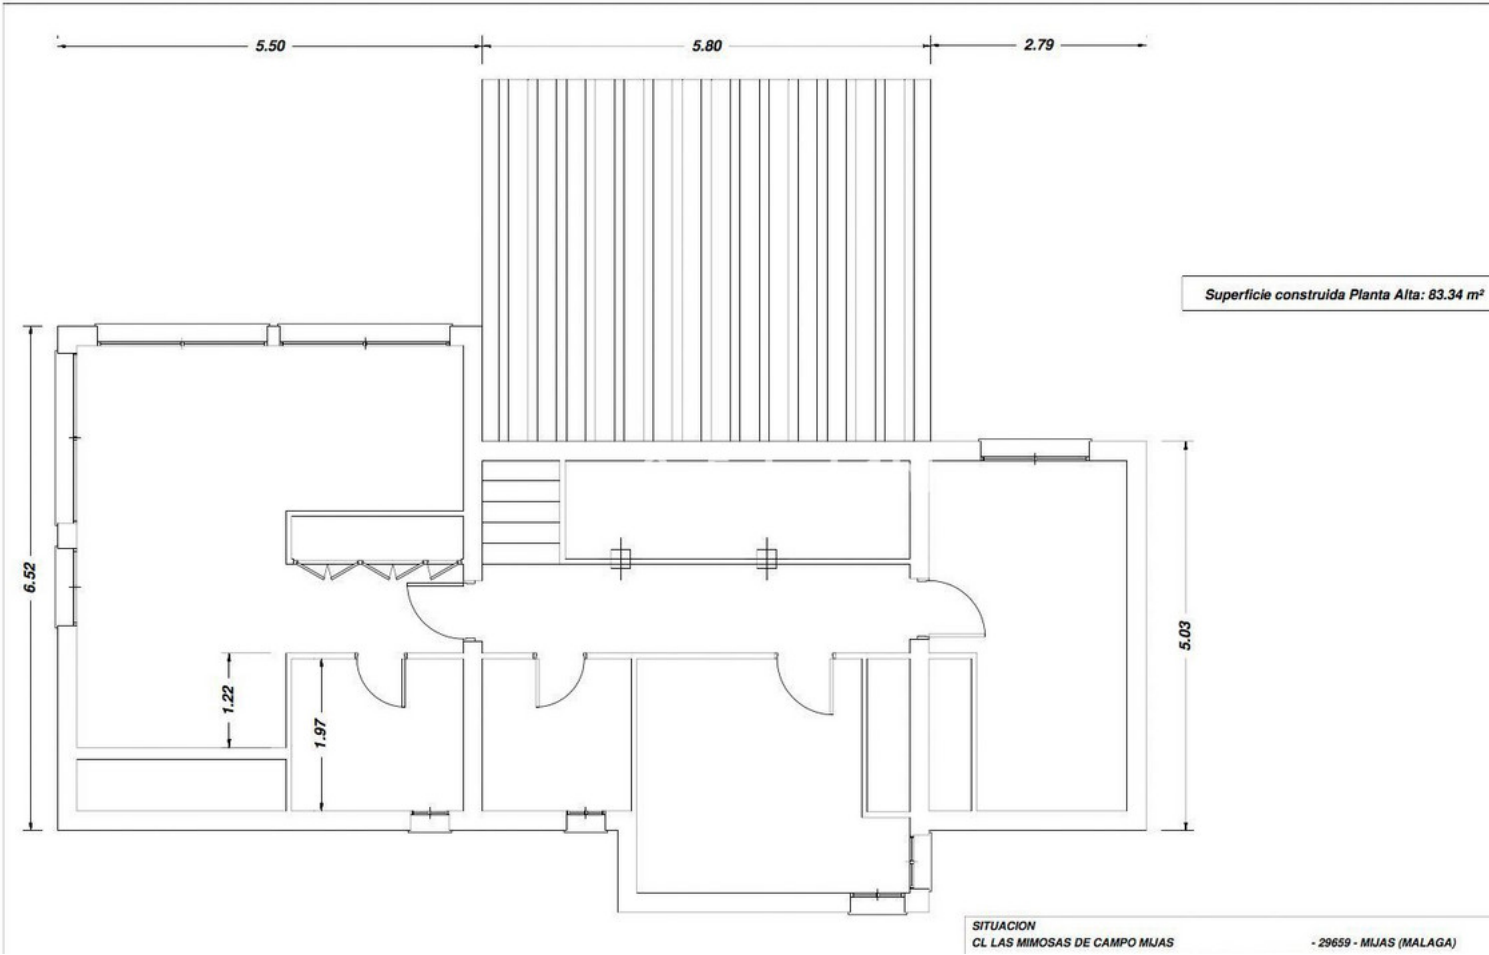 5.50
5.80
2.79
Superficie construida Planta Alta: 83.34 m²
6.52
5.03
1.22
1.97
SITUACION
CL LAS MIMOSAS DE CAMPO MIJAS - 29659 - MIJAS (MALAGA)